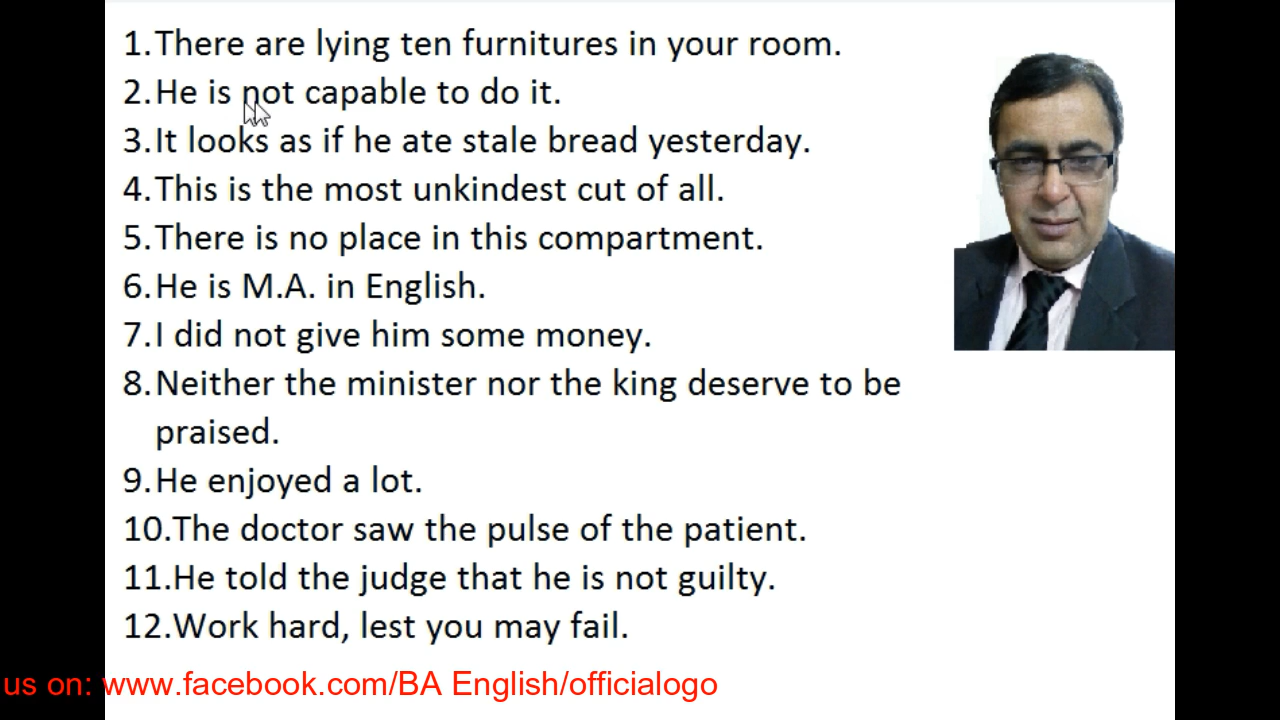 1.There are lying ten furnitures in your room.
2.He is not capable to do it.
3.It looks as if he ate stale bread yesterday.
4.This is the most unkindest cut of all.
5.There is no place in this compartment.
6.He is M.A. in English.
7.I did not give him some money.
8.Neither the minister nor the king deserve to be
praised.
9.He enjoyed a lot.
10.The doctor saw the pulse of the patient.
11.He told the judge that he is not guilty.
12.Work hard, lest you may fail.
us on: www.facebook.com/BA English/officialogo